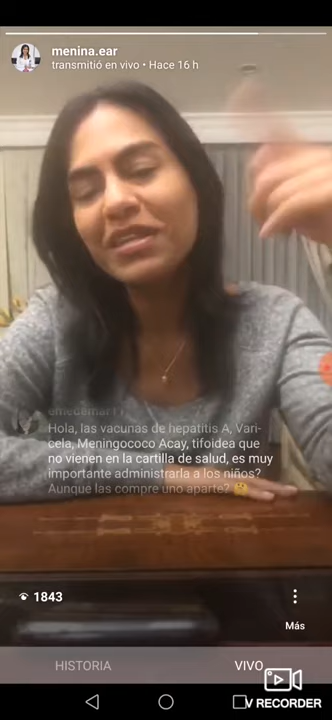 menina.ear
transmitió en vivo • Hace 16 h
emecemar11
Hola, las vacunas de hepatitis A, Vari-
cela, Meningococo Acay, tifoidea que
no vienen en la cartilla de salud, es muy
importante administrarla a los niños?
Aunque las compre uno aparte? 🤔
1843
Más
HISTORIA
VIVO
V RECORDER